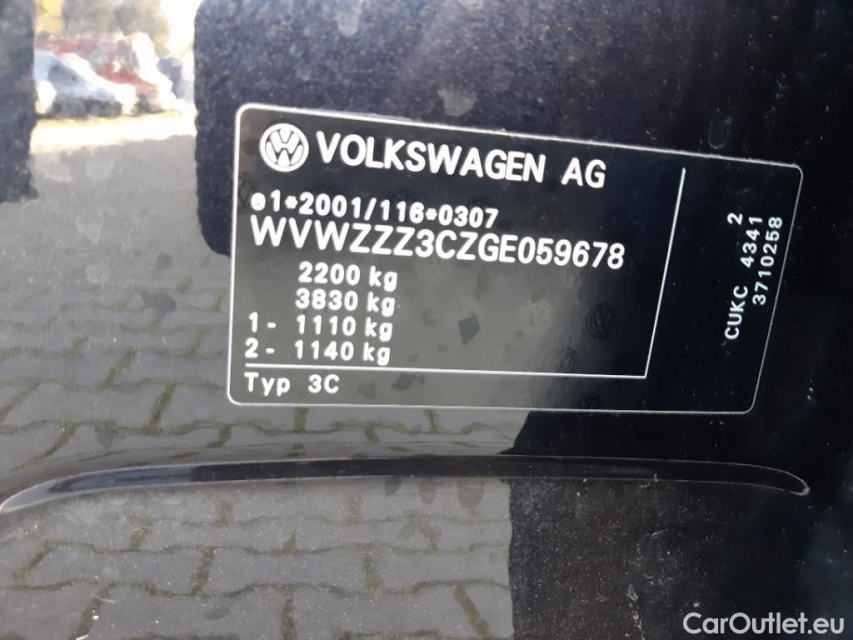 VOLKSWAGEN AG
e1*2001/116*0307
WVWZZZ3CZGE059678
2200 kg
3830 kg
1- 1110 kg
2- 1140 kg
Typ 3C
2
CUKC 4341
3710258
CarOutlet.eu